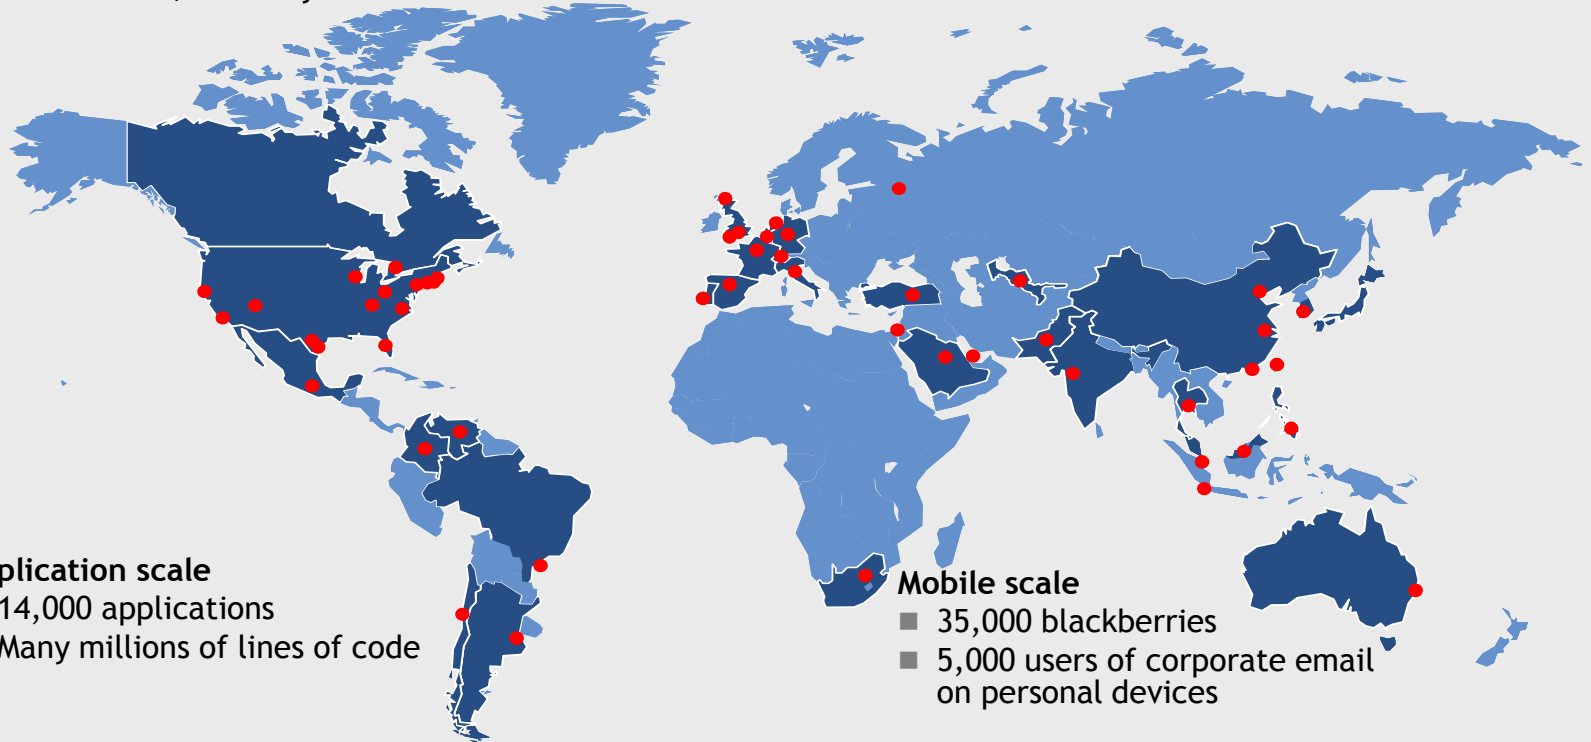 plication scale
14,000 applications
Many millions of lines of code
Mobile scale
35,000 blackberries
5,000 users of corporate email
on personal devices